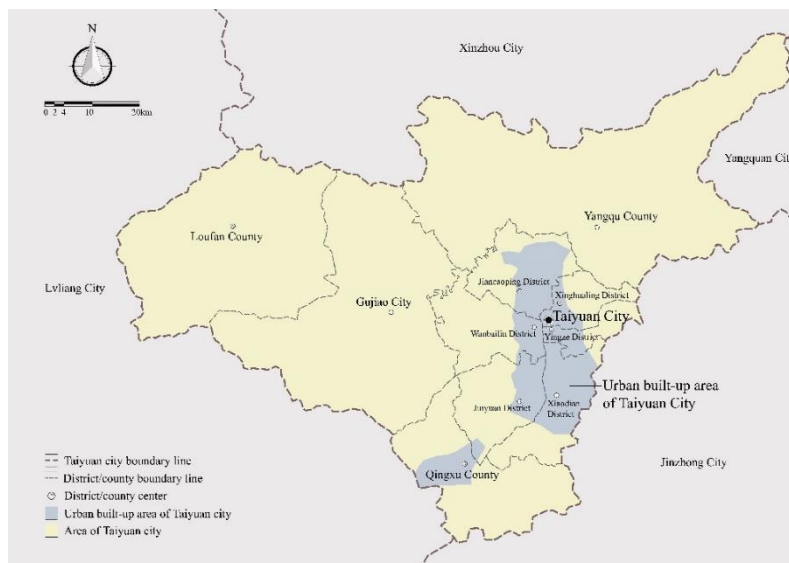 Xinzhou City
0 2 4 10 20km
Yangquan Cit
Yangqu County
Loufan County
Lvliang City
Jiancaoping District
Xinghualing District
Gujiao City
Taiyuan City
Wanbailin District
Yingze District
Urban built-up area
of Taiyuan City
Jinyuan District
Xiaodian
District
Taiyuan city boundary line
District/county boundary line
District/county center
Urban built-up area of Taiyuan city
Area of Taiyuan city
Qingxu County
Jinzhong City